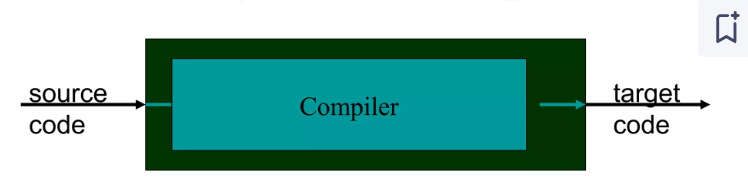 source
code
Compiler
target
code